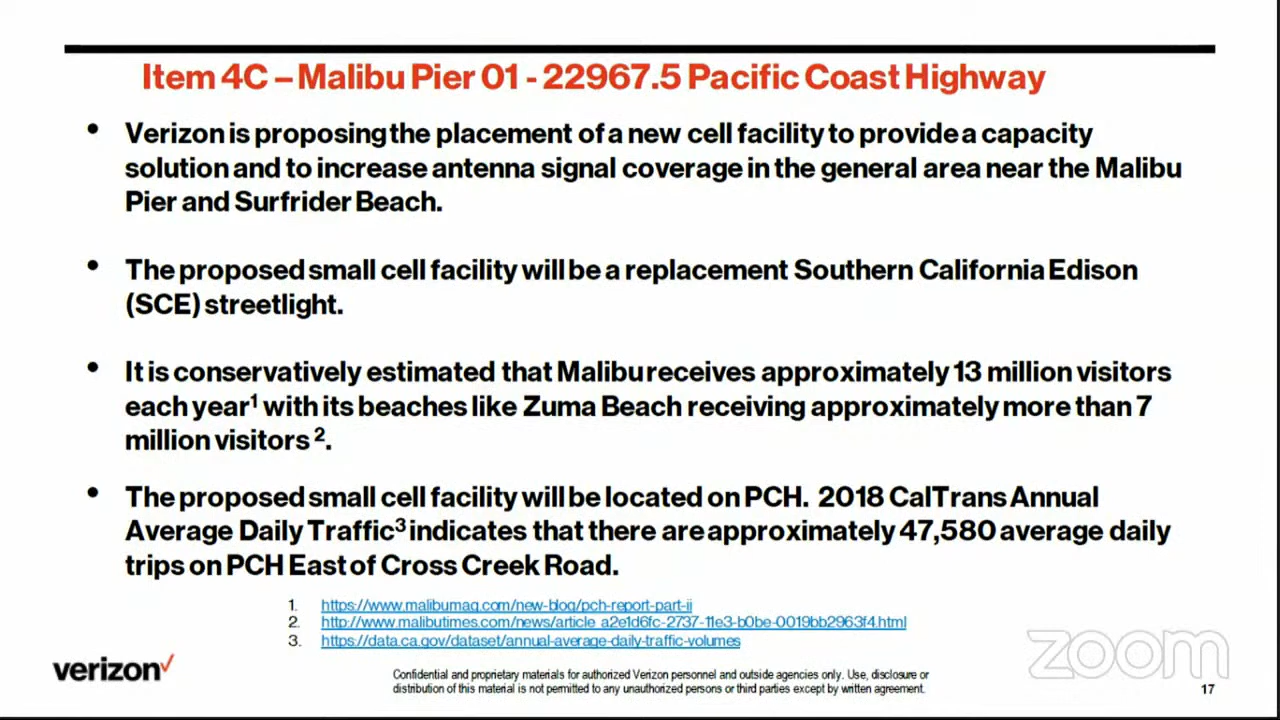 Item 4C – Malibu Pier 01 - 22967.5 Pacific Coast Highway
• Verizon is proposing the placement of a new cell facility to provide a capacity
solution and to increase antenna signal coverage in the general area near the Malibu
Pier and Surfrider Beach.
• The proposed small cell facility will be a replacement Southern California Edison
(SCE) streetlight.
• It is conservatively estimated that Malibu receives approximately 13 million visitors
each year1 with its beaches like Zuma Beach receiving approximately more than 7
million visitors 2.
• The proposed small cell facility will be located on PCH. 2018 CalTrans Annual
Average Daily Traffic3 indicates that there are approximately 47,580 average daily
trips on PCH East of Cross Creek Road.
1. https://www.malibumag.com/new-blog/pch-report-part-ii
2. http://www.malibutimes.com/news/article_a2e1d6fc-2737-11e3-b0be-0019bb2963f4.html
3. https://data.ca.gov/dataset/annual-average-daily-traffic-volumes
verizon
Confidential and proprietary materials for authorized Verizon personnel and outside agencies only. Use, disclosure or
distribution of this material is not permitted to any unauthorized persons or third parties except by written agreement.
zoom
17